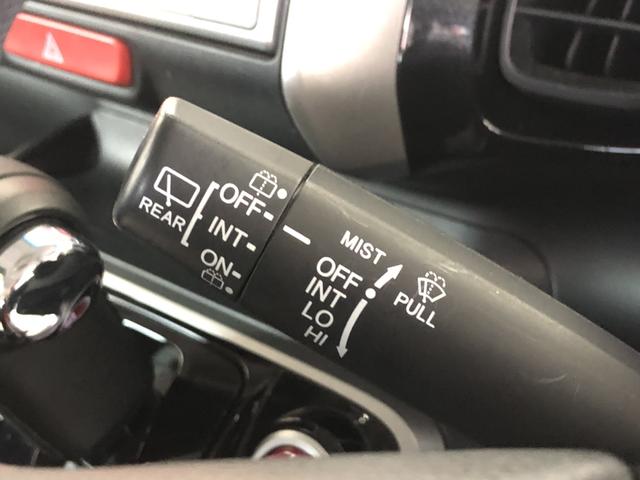 REAR
OFF
INT
ON
MIST
OFF
INT
LO
HI
PULL